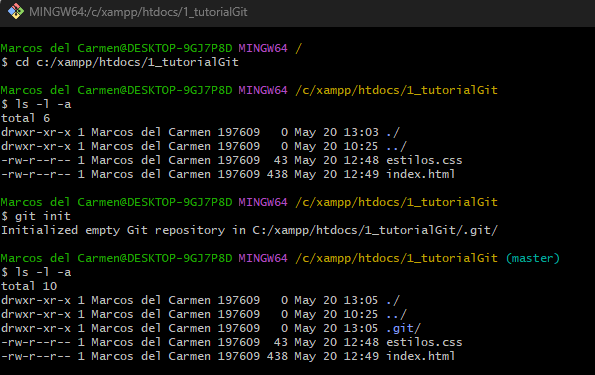 MINGW64:/c/xampp/htdocs/1_tutorialGit
Marcos del Carmen@DESKTOP-9GJ7P8D MINGW64 /
$ cd c:/xampp/htdocs/1_tutorialGit
Marcos del Carmen@DESKTOP-9GJ7P8D MINGW64 /c/xampp/htdocs/1_tutorialGit
$ ls -l -a
total 6
drwxr-xr-x 1 Marcos del Carmen 197609   0 May 20 13:03 ./
drwxr-xr-x 1 Marcos del Carmen 197609   0 May 20 10:25 ../
-rw-r--r-- 1 Marcos del Carmen 197609  43 May 20 12:48 estilos.css
-rw-r--r-- 1 Marcos del Carmen 197609 438 May 20 12:49 index.html
Marcos del Carmen@DESKTOP-9GJ7P8D MINGW64 /c/xampp/htdocs/1_tutorialGit
$ git init
Initialized empty Git repository in C:/xampp/htdocs/1_tutorialGit/.git/
Marcos del Carmen@DESKTOP-9GJ7P8D MINGW64 /c/xampp/htdocs/1_tutorialGit (master)
$ ls -l -a
total 10
drwxr-xr-x 1 Marcos del Carmen 197609   0 May 20 13:05 ./
drwxr-xr-x 1 Marcos del Carmen 197609   0 May 20 10:25 ../
drwxr-xr-x 1 Marcos del Carmen 197609   0 May 20 13:05 .git/
-rw-r--r-- 1 Marcos del Carmen 197609  43 May 20 12:48 estilos.css
-rw-r--r-- 1 Marcos del Carmen 197609 438 May 20 12:49 index.html